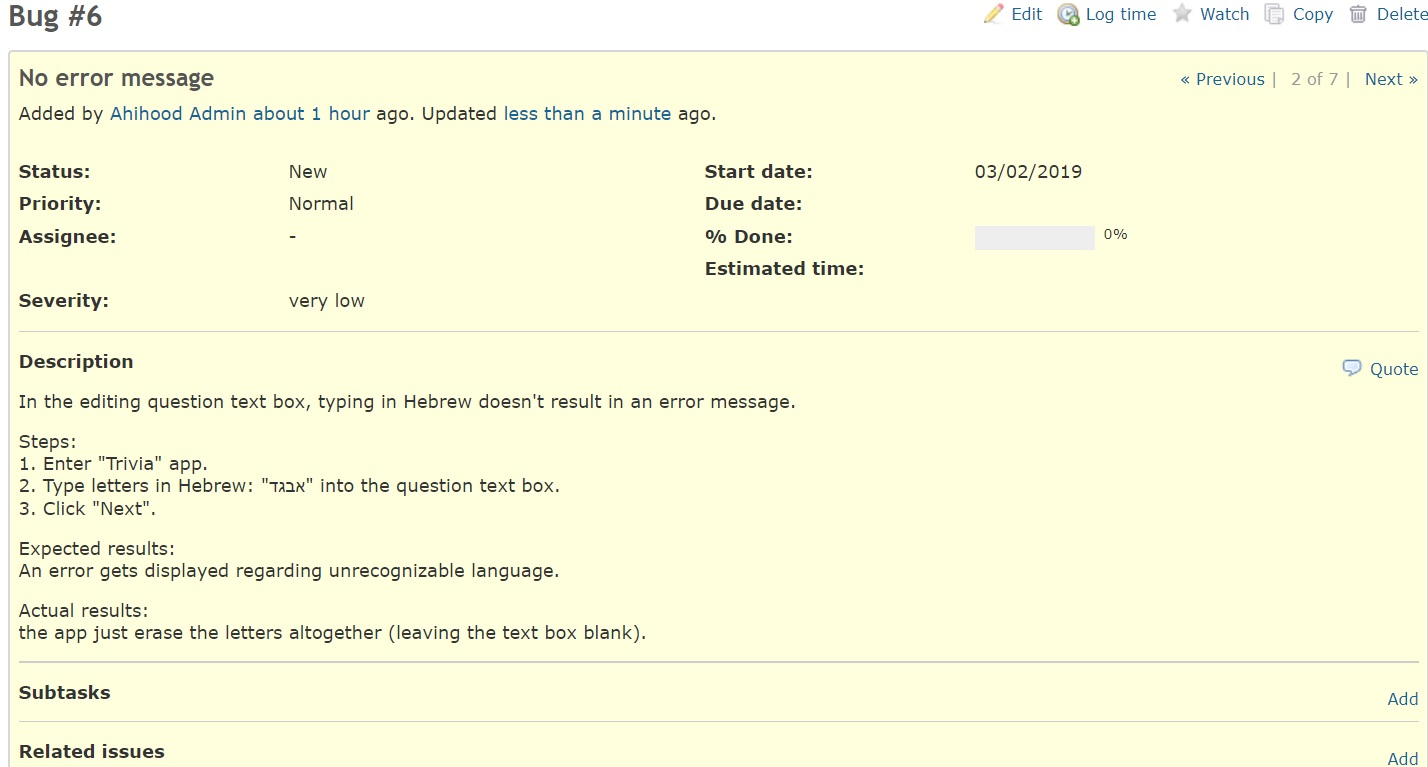 Bug #6
Edit Log time Watch Copy Delete
No error message
« Previous | 2 of 7 | Next »
Added by Ahihood Admin about 1 hour ago. Updated less than a minute ago.
Status: New Start date: 03/02/2019
Priority: Normal Due date:
Assignee: - % Done: 0%
Estimated time:
Severity: very low
Description
Quote
In the editing question text box, typing in Hebrew doesn't result in an error message.
Steps:
1. Enter "Trivia" app.
2. Type letters in Hebrew: "אבגד" into the question text box.
3. Click "Next".
Expected results:
An error gets displayed regarding unrecognizable language.
Actual results:
the app just erase the letters altogether (leaving the text box blank).
Subtasks
Add
Related issues
Add